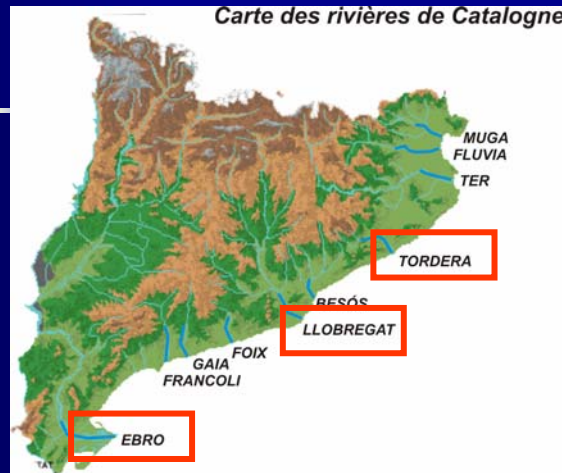 Carte des rivières de Catalogne
MUGA
FLUVIA
TER
TORDERA
BESÓS
LLOBREGAT
FOIX
GAIA
FRANCOLI
EBRO